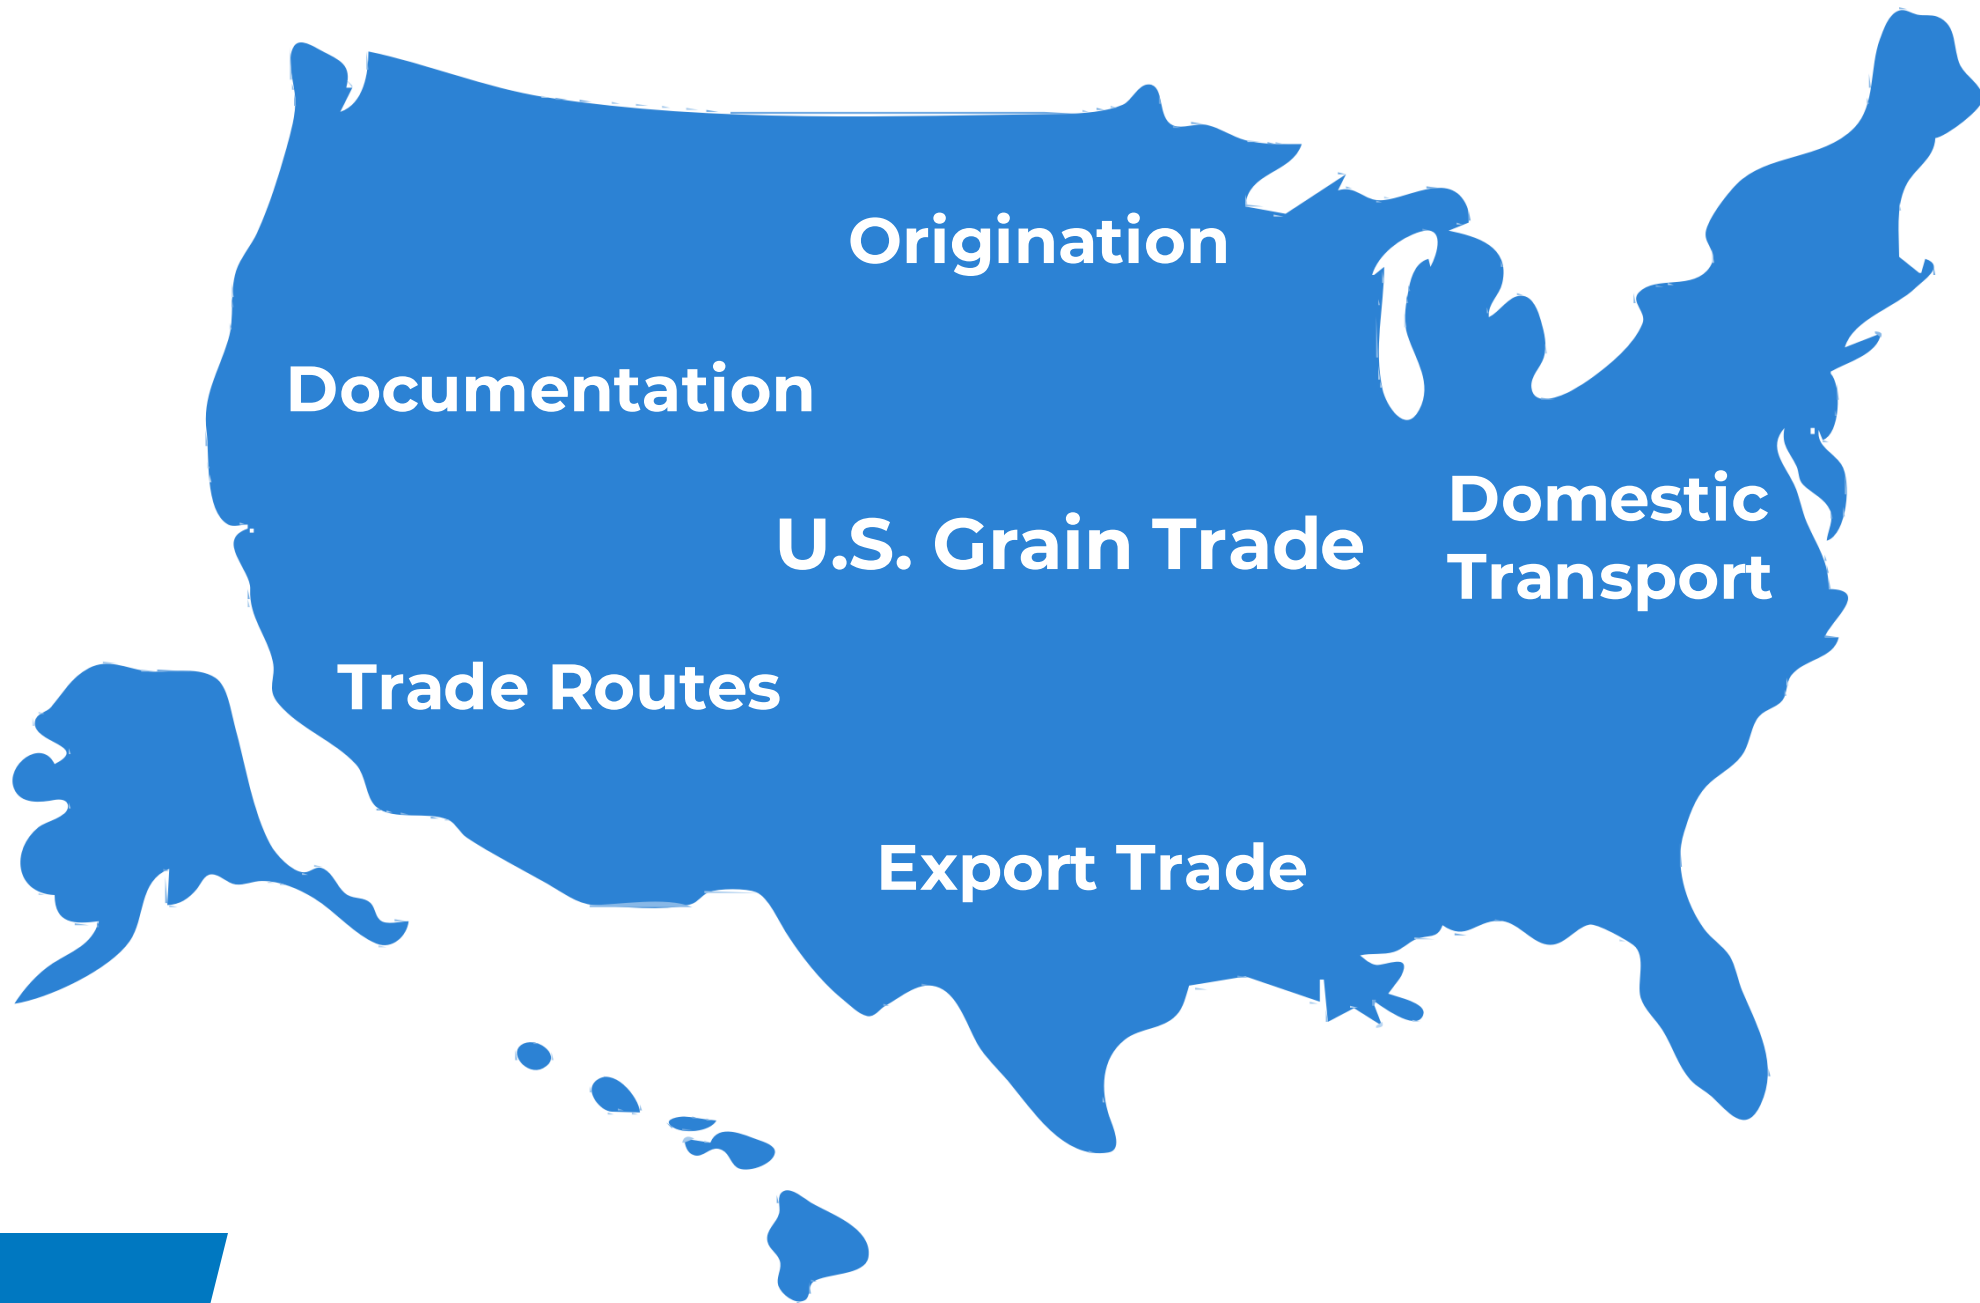 Origination
Documentation
Domestic
Transport
U.S. Grain Trade
Trade Routes
Export Trade